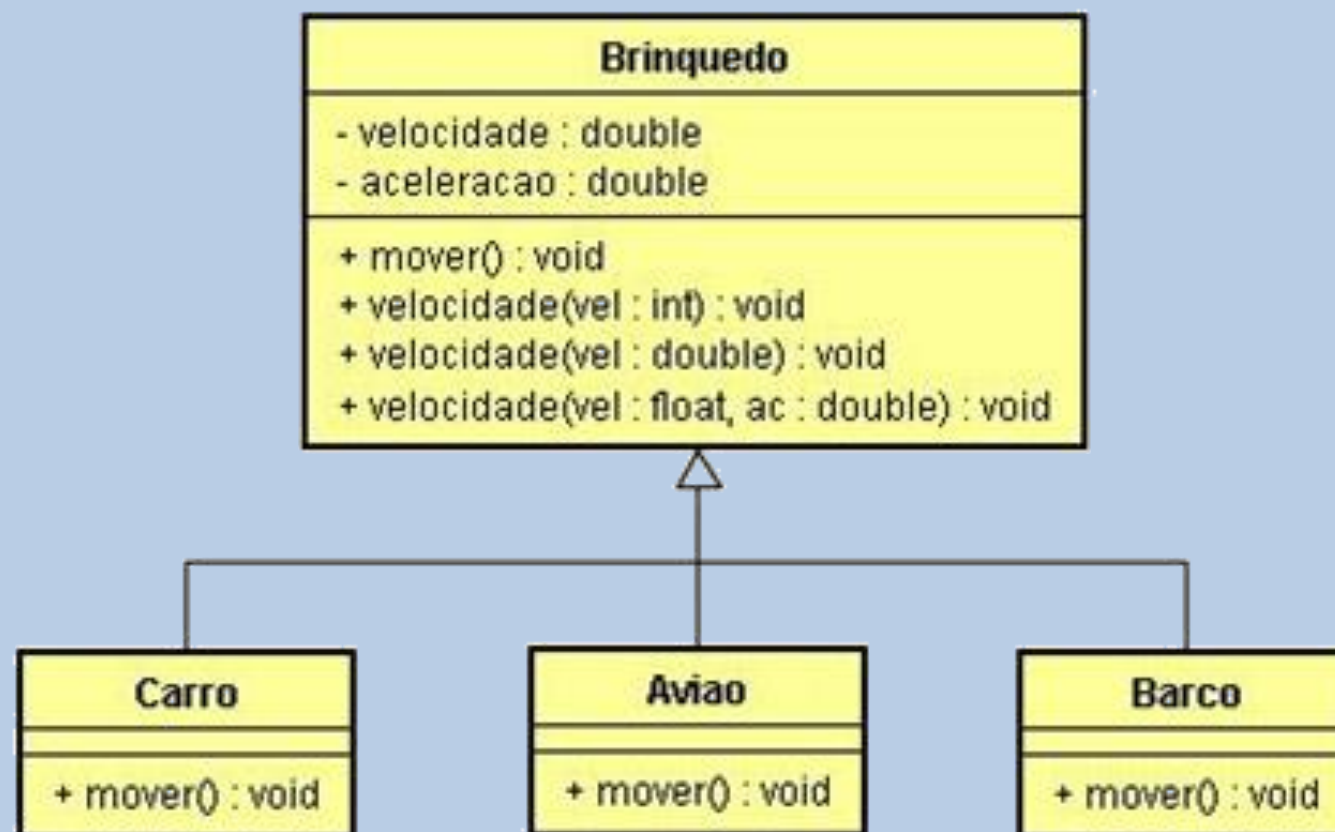 Brinquedo
- velocidade : double
- aceleracao : double
+ mover() : void
+ velocidade(vel : int) : void
+ velocidade(vel : double) : void
+ velocidade(vel : float, ac : double) : void
Carro
+ mover() : void
Aviao
+ mover() : void
Barco
+ mover() : void